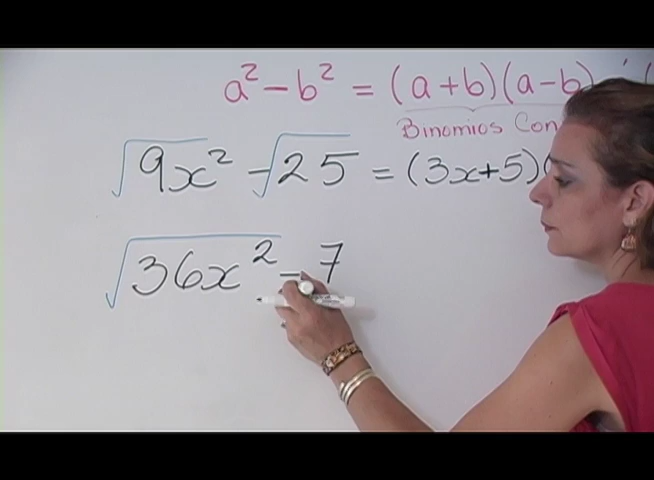 a² - b² = (a + b)(a - b)
Binomios Con
√9x² - √25 = (3x+5)(
√36x² - 7